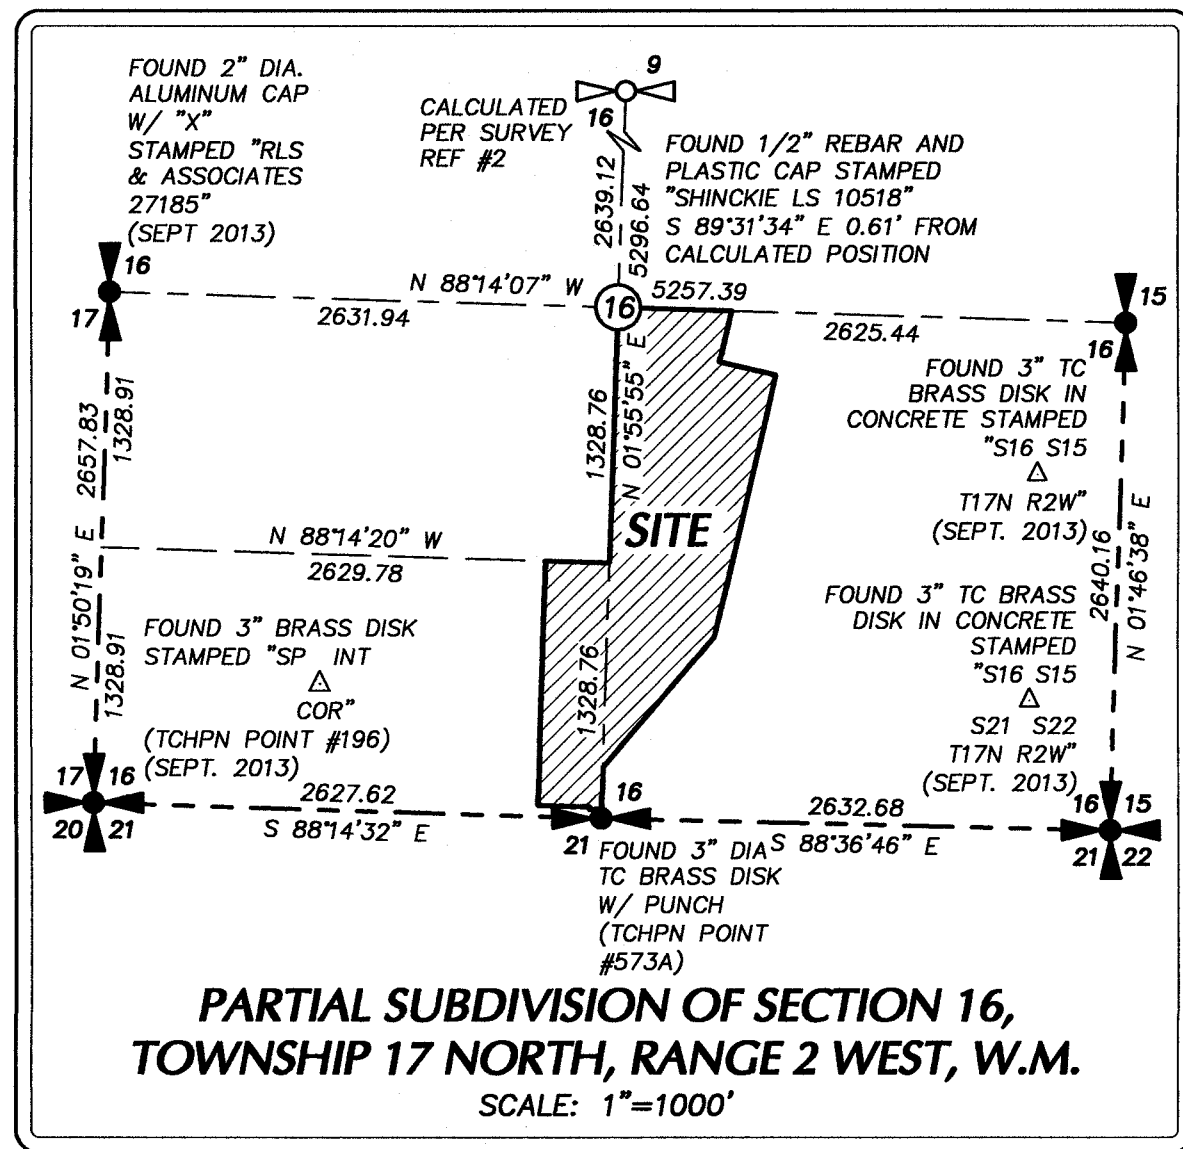 FOUND 2" DIA.
ALUMINUM CAP
W/ "X"
STAMPED "RLS
& ASSOCIATES
27185"
(SEPT 2013)
CALCULATED
PER SURVEY
REF #2
9
16
2639.12
5296.64
FOUND 1/2" REBAR AND
PLASTIC CAP STAMPED
"SHINCKIE LS 10518"
S 89°31'34" E 0.61' FROM
CALCULATED POSITION
16
17
N 88°14'07" W
2631.94
16
5257.39
2625.44
15
16
FOUND 3" TC
BRASS DISK IN
CONCRETE STAMPED
"S16 S15
T17N R2W"
(SEPT. 2013)
N 01°50'19" E 2657.83
1328.91
1328.91
1328.76
N 01°55'55" E
SITE
N 88°14'20" W
2629.78
1328.76
2640.16
N 01°46'38" E
FOUND 3" BRASS DISK
STAMPED "SP INT
COR"
(TCHPN POINT #196)
(SEPT. 2013)
FOUND 3" TC BRASS
DISK IN CONCRETE
STAMPED
"S16 S15
S21 S22
T17N R2W"
(SEPT. 2013)
17 16
20 21
2627.62
S 88°14'32" E
16
21
2632.68
S 88°36'46" E
16 15
21 22
FOUND 3" DIA
TC BRASS DISK
W/ PUNCH
(TCHPN POINT
#573A)
PARTIAL SUBDIVISION OF SECTION 16,
TOWNSHIP 17 NORTH, RANGE 2 WEST, W.M.
SCALE: 1"=1000'